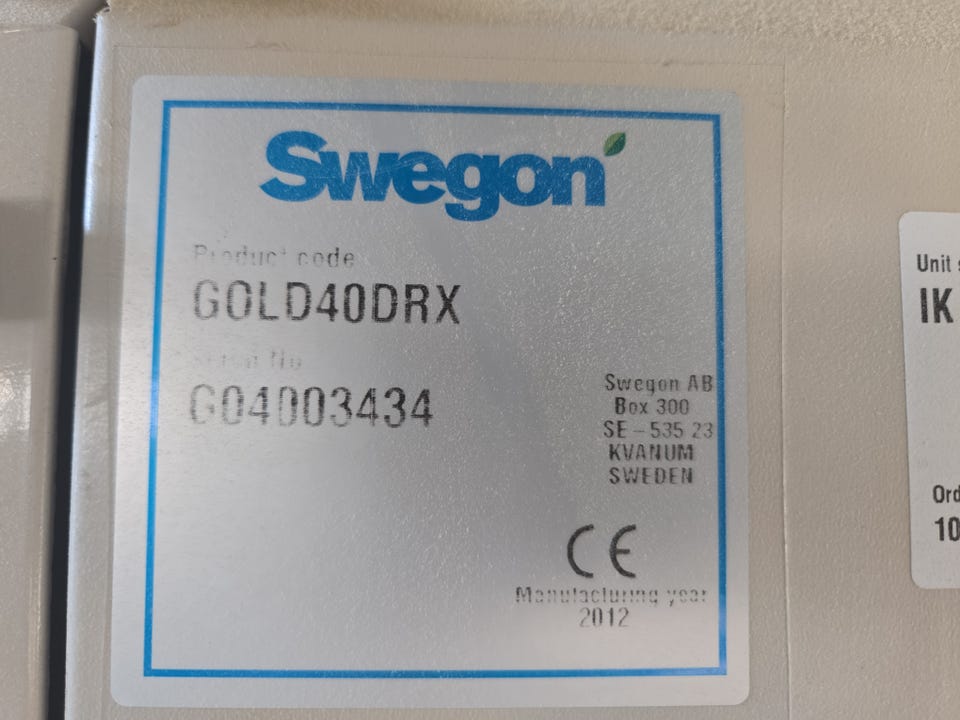 Swegon
Product code
GOLD40DRX
Serial No
G04003434
Swegon AB
Box 300
SE - 535 23
KVANUM
SWEDEN
CE
Manufacturing year
2012
Unit
IK
Ord
10